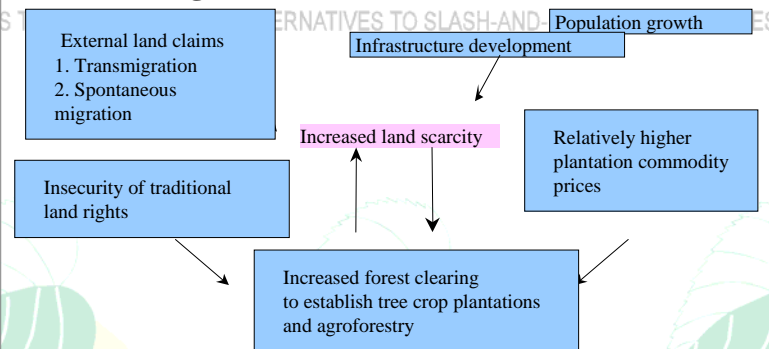 ERNATIVES TO SLASH-AND-
Population growth
Infrastructure development
External land claims
1. Transmigration
2. Spontaneous
migration
Increased land scarcity
Relatively higher
plantation commodity
prices
Insecurity of traditional
land rights
Increased forest clearing
to establish tree crop plantations
and agroforestry